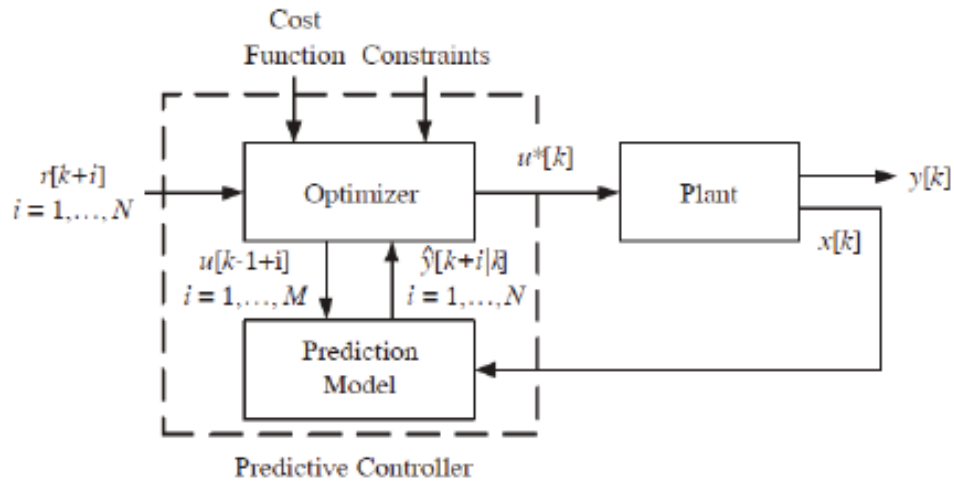 Cost
Function
Constraints
r[k+i]
i = 1,…,N
Optimizer
u*[k]
Plant
y[k]
x[k]
u[k-1+i]
i = 1,…,M
ŷ[k+i|k]
i = 1,…,N
Prediction
Model
Predictive Controller